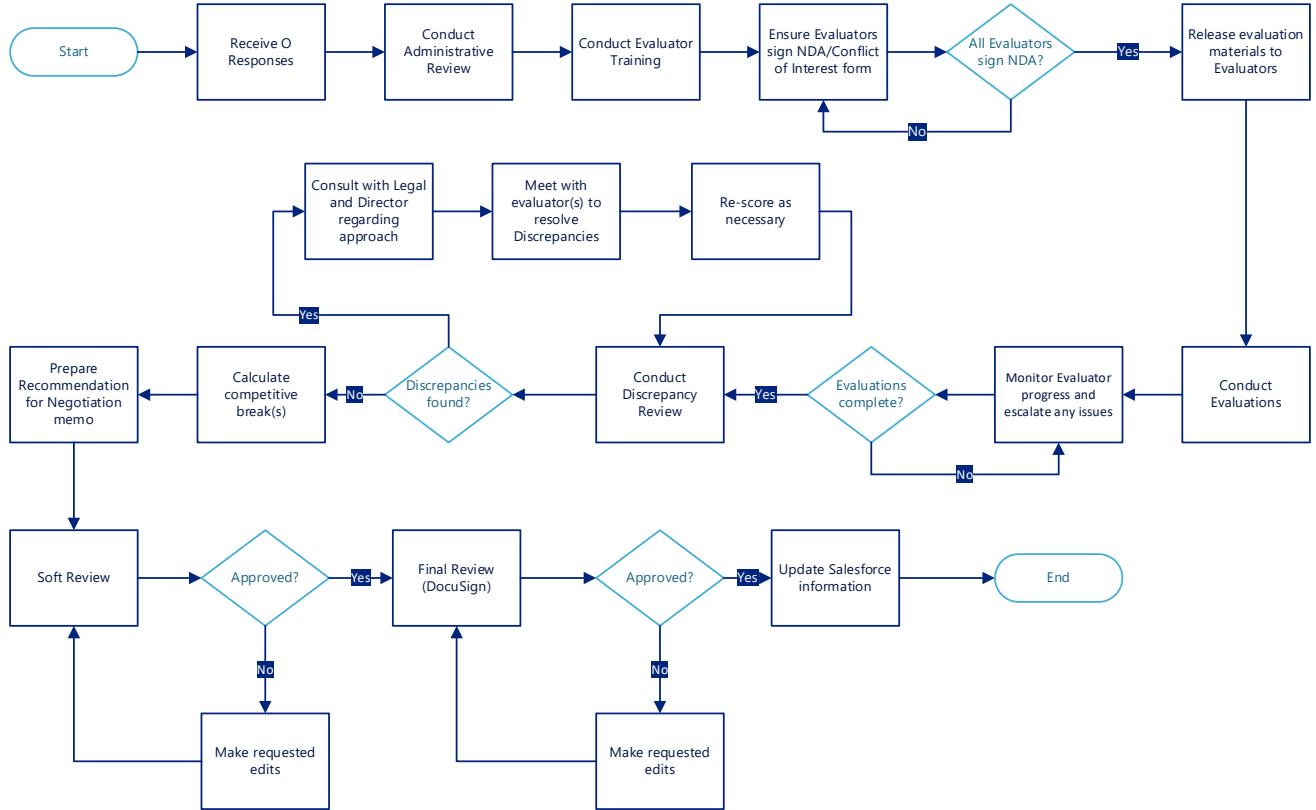 Start
Receive O
Responses
Conduct
Administrative
Review
Conduct Evaluator
Training
Ensure Evaluators
sign NDA/Conflict
of Interest form
All Evaluators
sign NDA?
Yes
Release evaluation
materials to
Evaluators
No
Consult with Legal
and Director
regarding
approach
Meet with
evaluator(s) to
resolve
Discrepancies
Re-score as
necessary
Yes
Prepare
Recommendation
for Negotiation
memo
Calculate
competitive
break(s)
No
Discrepancies
found?
Conduct
Discrepancy
Review
Yes
Evaluations
complete?
Monitor Evaluator
progress and
escalate any issues
Conduct
Evaluations
No
Soft Review
Approved?
Yes
Final Review
(DocuSign)
Approved?
Yes
Update Salesforce
information
End
No
No
Make requested
edits
Make requested
edits